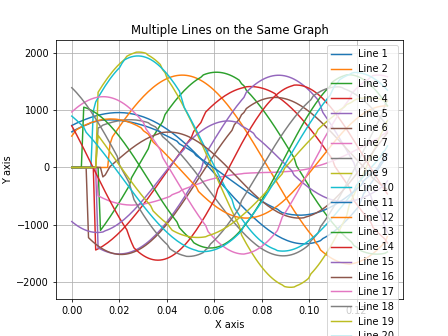 Multiple Lines on the Same Graph
2000
1000
0
−1000
−2000
Y axis
0.00
0.02
0.04
0.06
0.08
0.10
X axis
Line 1
Line 2
Line 3
Line 4
Line 5
Line 6
Line 7
Line 8
Line 9
Line 10
Line 11
Line 12
Line 13
Line 14
Line 15
Line 16
Line 17
Line 18
Line 19
Line 20